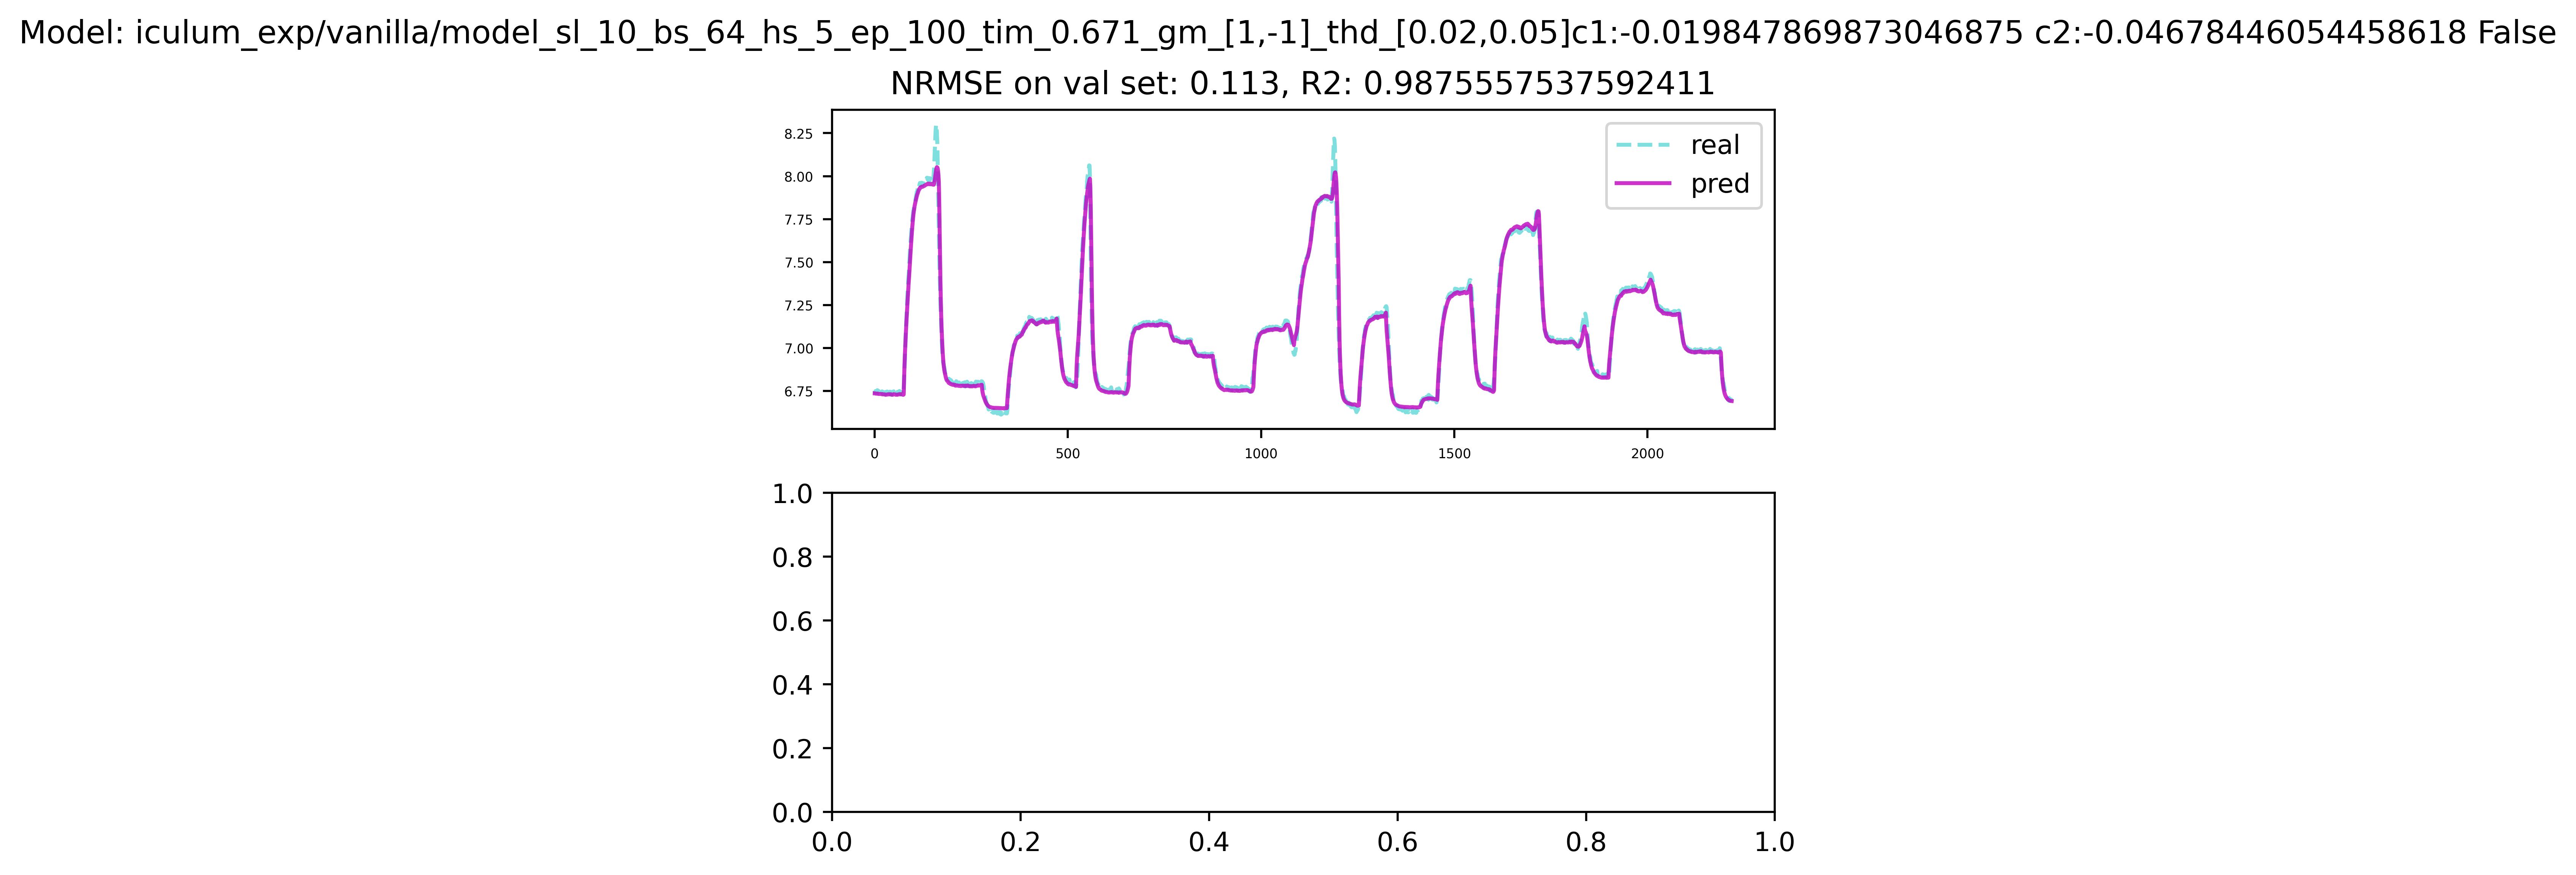 Model: iculum_exp/vanilla/model_sl_10_bs_64_hs_5_ep_100_tim_0.671_gm_[1,-1]_thd_[0.02,0.05]c1:-0.019847869873046875 c2:-0.04678446054458618 False
NRMSE on val set: 0.113, R2: 0.9875557537592411
8.25
8.00
7.75
7.50
7.25
7.00
6.75
real
pred
0 500 1000 1500 2000
1.0
0.8
0.6
0.4
0.2
0.0
0.0 0.2 0.4 0.6 0.8 1.0